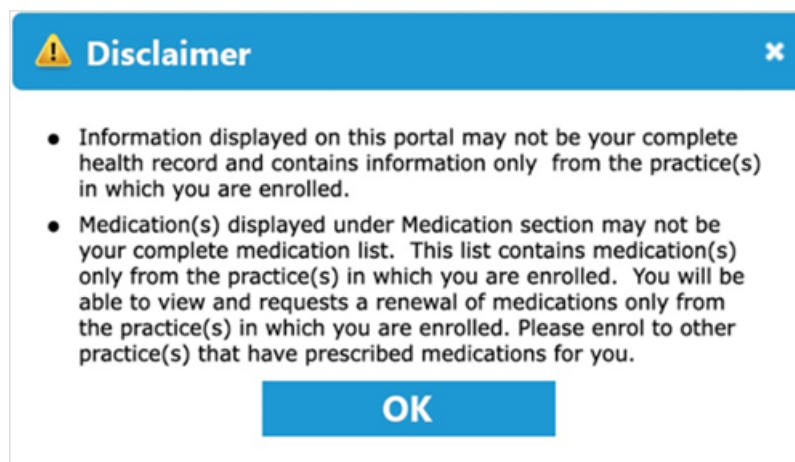 Disclaimer
● Information displayed on this portal may not be your complete
health record and contains information only from the practice(s)
in which you are enrolled.
● Medication(s) displayed under Medication section may not be
your complete medication list. This list contains medication(s)
only from the practice(s) in which you are enrolled. You will be
able to view and requests a renewal of medications only from
the practice(s) in which you are enrolled. Please enrol to other
practice(s) that have prescribed medications for you.
OK